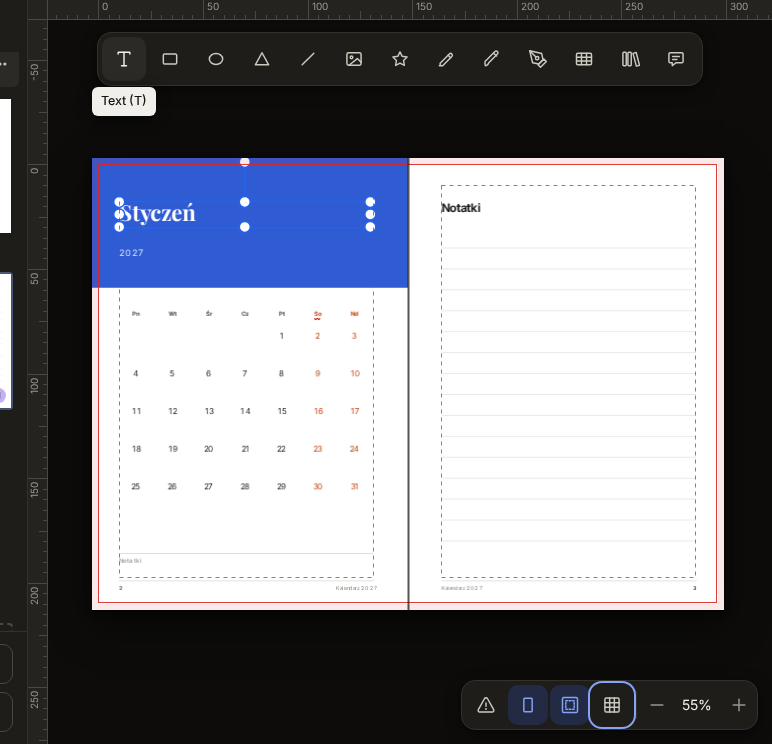 0 50 100 150 200 250 300
-50
0
50
100
150
200
250
T
Text (T)
Styczeń
2027
Pn Wt Śr Cz Pt So Nd
1 2 3
4 5 6 7 8 9 10
11 12 13 14 15 16 17
18 19 20 21 22 23 24
25 26 27 28 29 30 31
Notatki
2 Kalendarz 2027
Notatki
Kalendarz 2027 3
55%